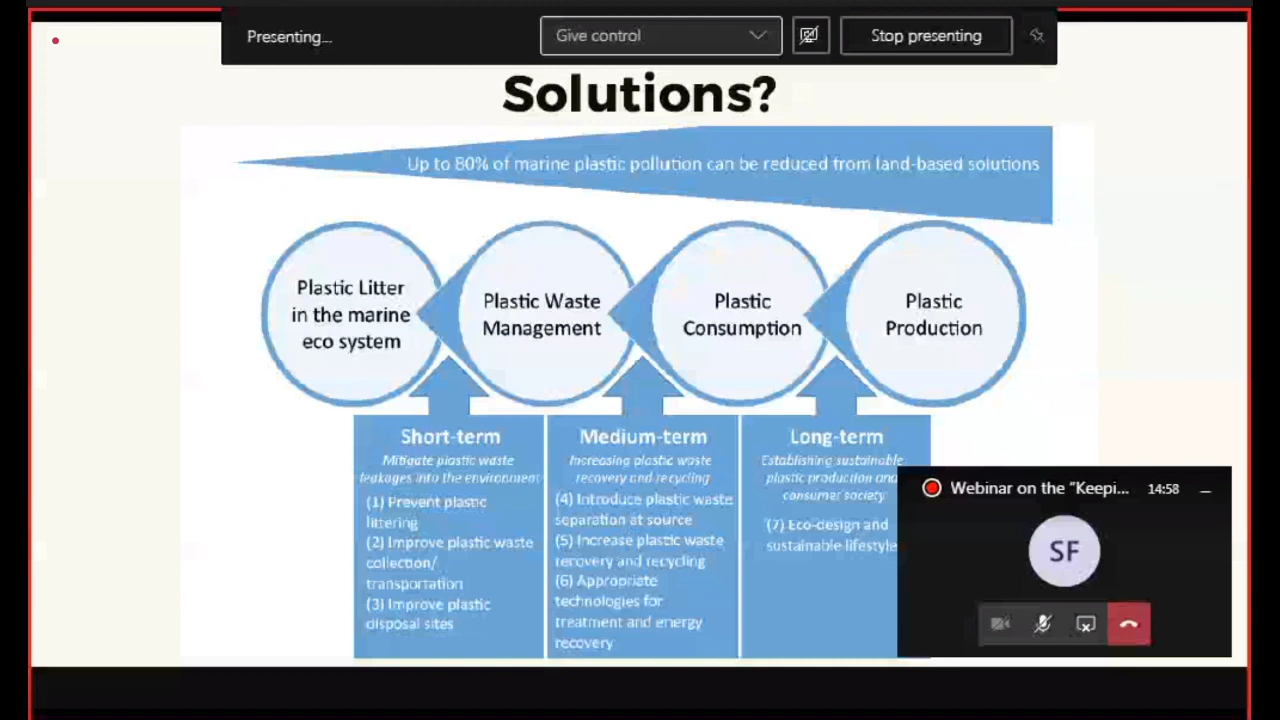 Presenting...
Give control
Stop presenting
Solutions?
Up to 80% of marine plastic pollution can be reduced from land-based solutions
Plastic Litter
in the marine
eco system
Plastic Waste
Management
Plastic
Consumption
Plastic
Production
Short-term
Mitigate plastic waste
leakages into the environment
(1) Prevent plastic
littering
(2) Improve plastic waste
collection/
transportation
(3) Improve plastic
disposal sites
Medium-term
Increasing plastic waste
recovery and recycling
(4) Introduce plastic waste
separation at source
(5) Increase plastic waste
recovery and recycling
(6) Appropriate
technologies for
treatment and energy
recovery
Long-term
Establishing sustainable
plastic production and
consumer society
(7) Eco-design and
sustainable lifestyle
Webinar on the “Keepi... 14:58
SF